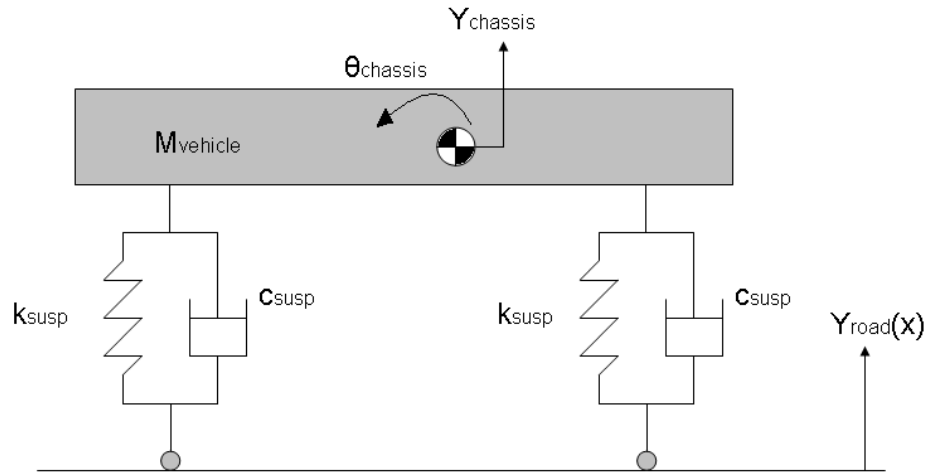 Ychassis
θchassis
Mvehicle
ksusp
csusp
ksusp
csusp
Yroad(x)